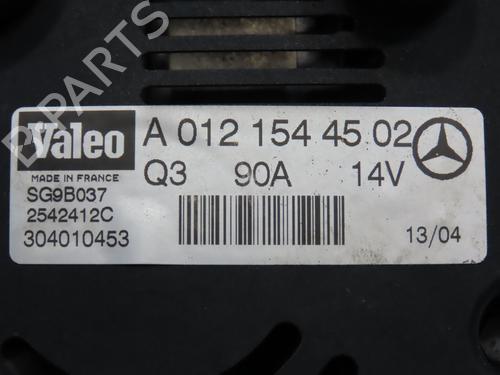 B-PARTS
Valeo
MADE IN FRANCE
A 012 154 45 02
Q3 90A 14V
SG9B037
2542412C
304010453
13/04